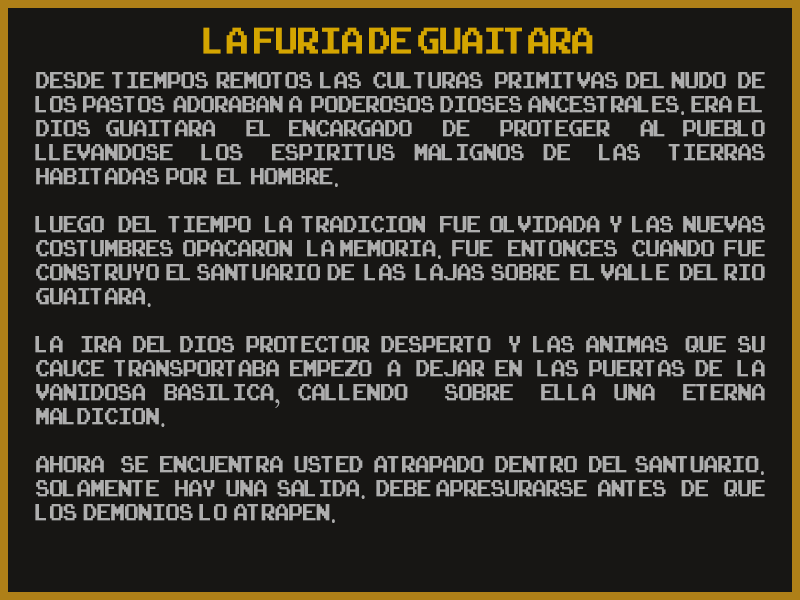 LA FURIA DE GUAITARA
DESDE TIEMPOS REMOTOS LAS CULTURAS PRIMITVAS DEL NUDO DE
LOS PASTOS ADORABAN A PODEROSOS DIOSES ANCESTRALES. ERA EL
DIOS GUAITARA EL ENCARGADO DE PROTEGER AL PUEBLO
LLEVANDOSE LOS ESPIRITUS MALIGNOS DE LAS TIERRAS
HABITADAS POR EL HOMBRE.
LUEGO DEL TIEMPO LA TRADICION FUE OLVIDADA Y LAS NUEVAS
COSTUMBRES OPACARON LA MEMORIA. FUE ENTONCES CUANDO FUE
CONSTRUYO EL SANTUARIO DE LAS LAJAS SOBRE EL VALLE DEL RIO
GUAITARA.
LA IRA DEL DIOS PROTECTOR DESPERTO Y LAS ANIMAS QUE SU
CAUCE TRANSPORTABA EMPEZO A DEJAR EN LAS PUERTAS DE LA
VANIDOSA BASILICA, CALLENDO SOBRE ELLA UNA ETERNA
MALDICION.
AHORA SE ENCUENTRA USTED ATRAPADO DENTRO DEL SANTUARIO.
SOLAMENTE HAY UNA SALIDA. DEBE APRESURARSE ANTES DE QUE
LOS DEMONIOS LO ATRAPEN.